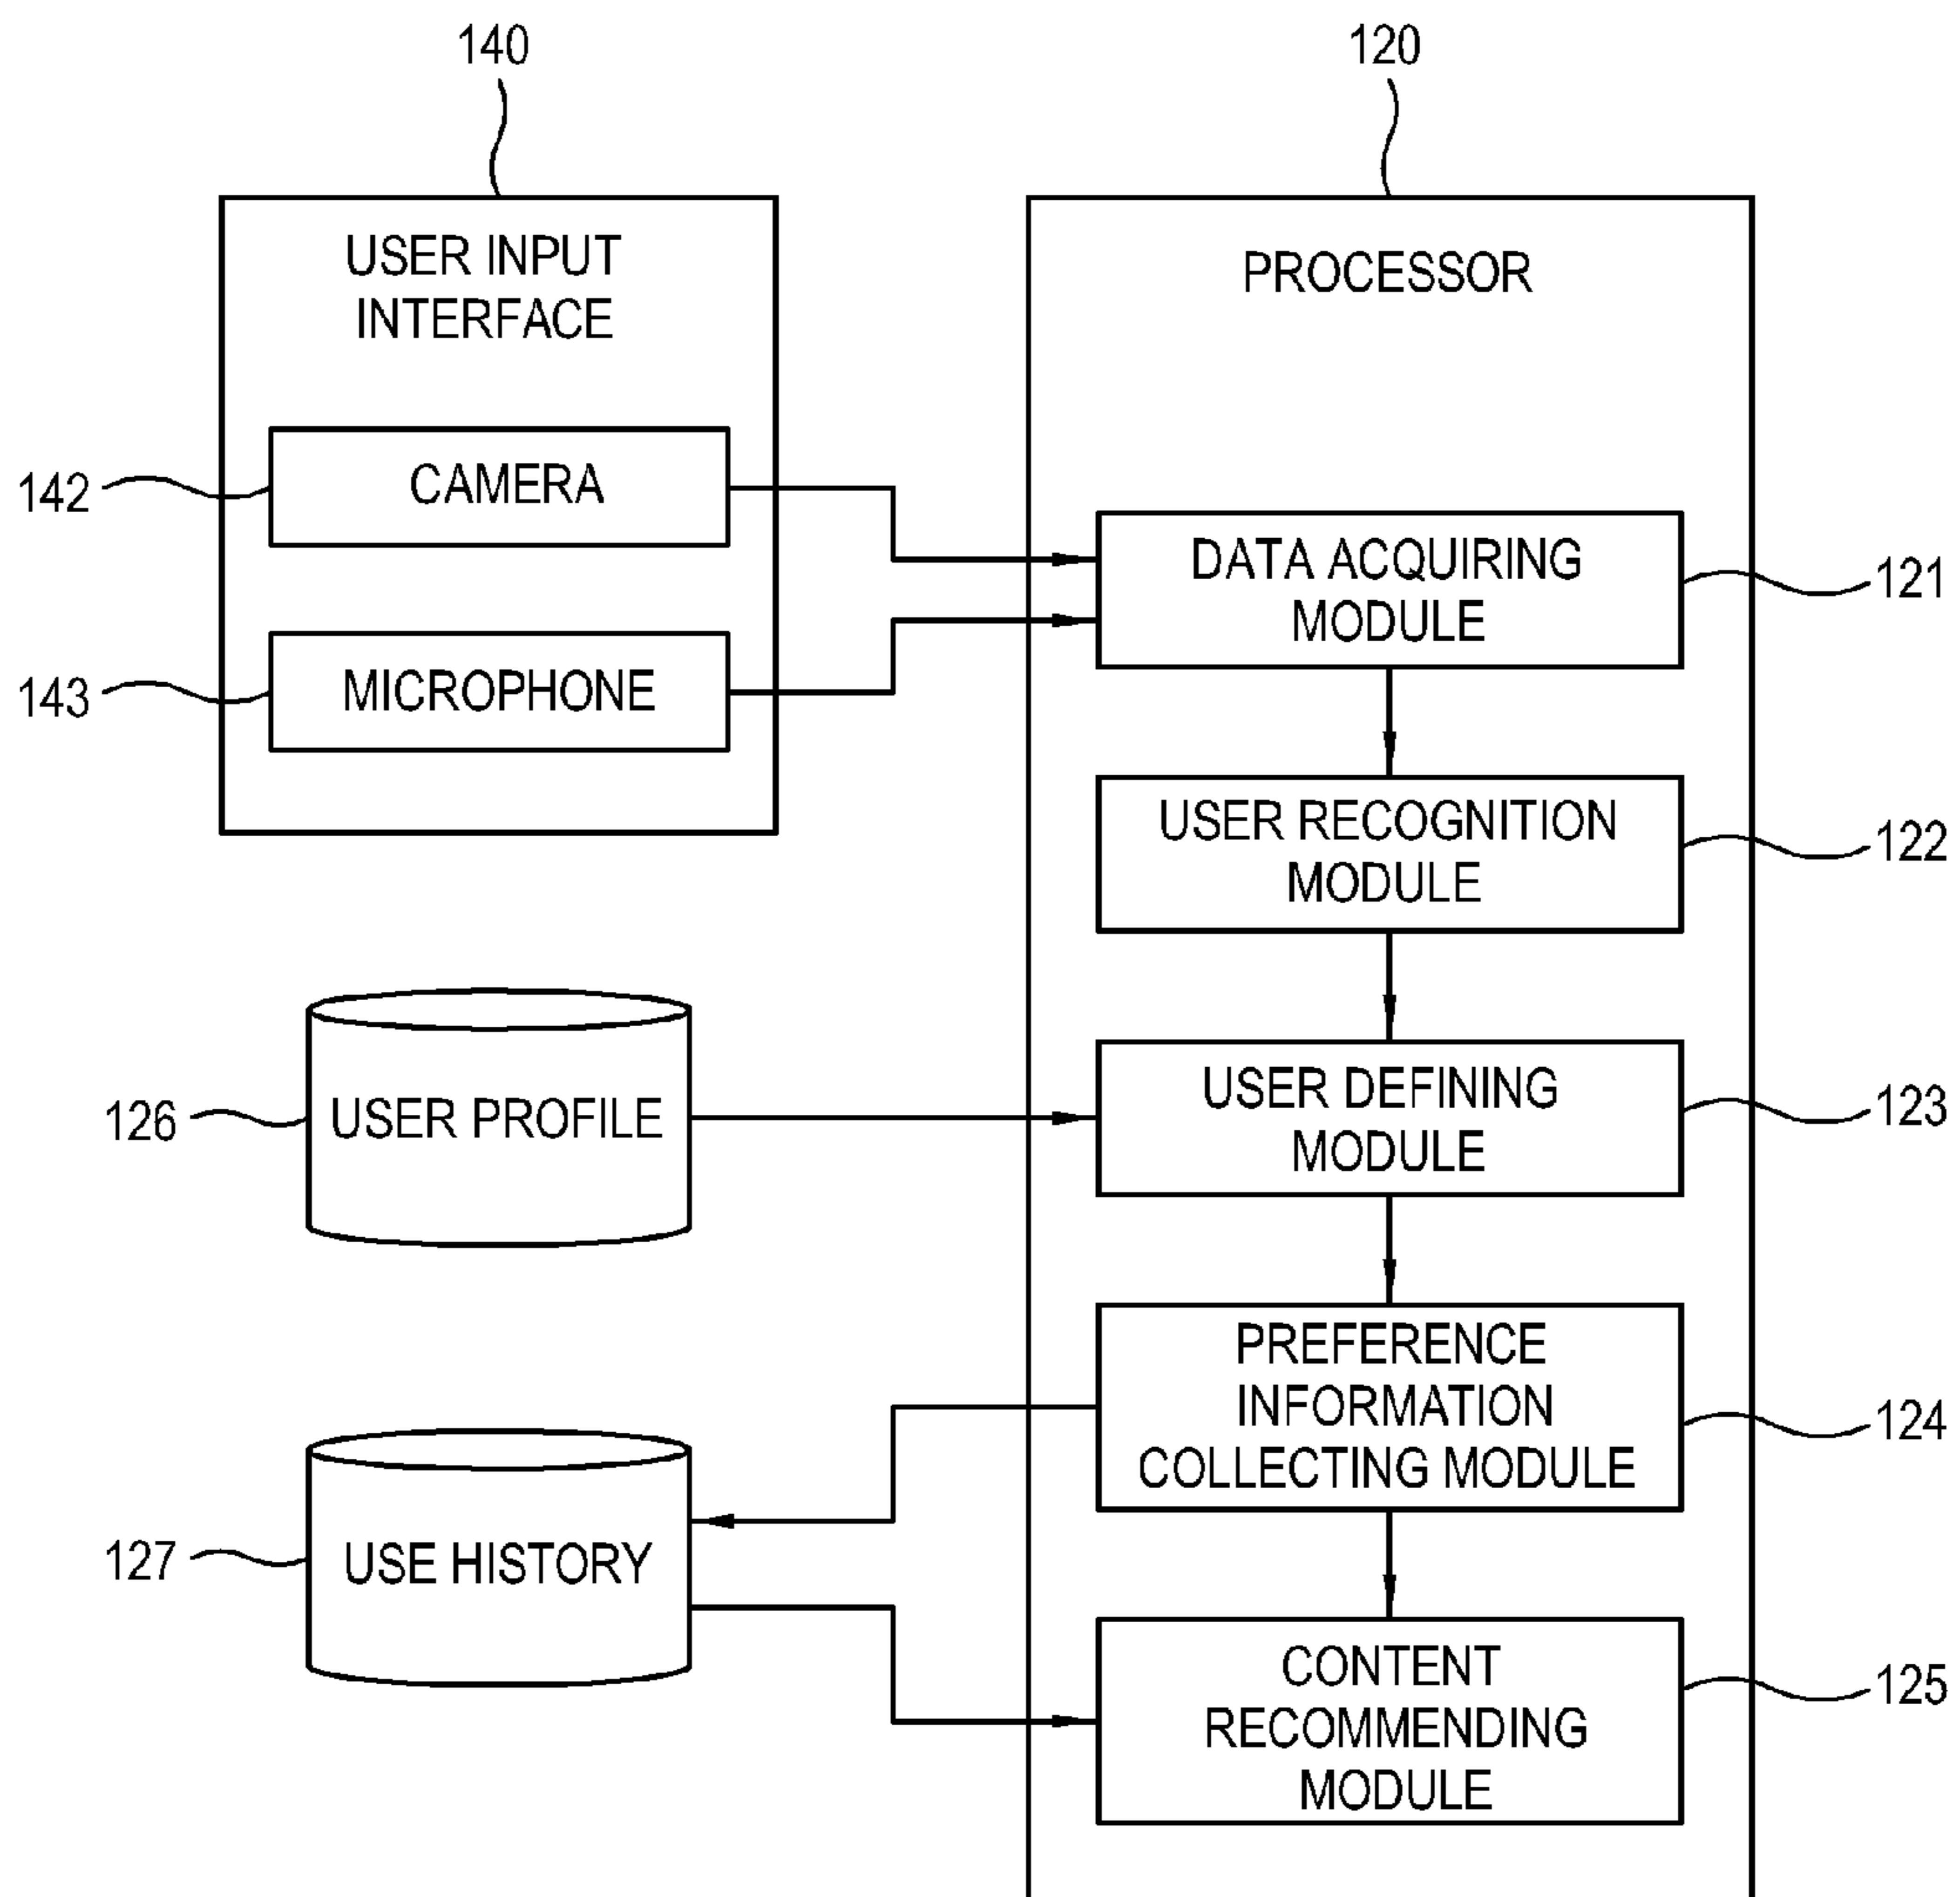 140
120
USER INPUT
INTERFACE
PROCESSOR
142
CAMERA
DATA ACQUIRING
MODULE
121
143
MICROPHONE
USER RECOGNITION
MODULE
122
126
USER PROFILE
USER DEFINING
MODULE
123
PREFERENCE
INFORMATION
COLLECTING MODULE
124
127
USE HISTORY
CONTENT
RECOMMENDING
MODULE
125